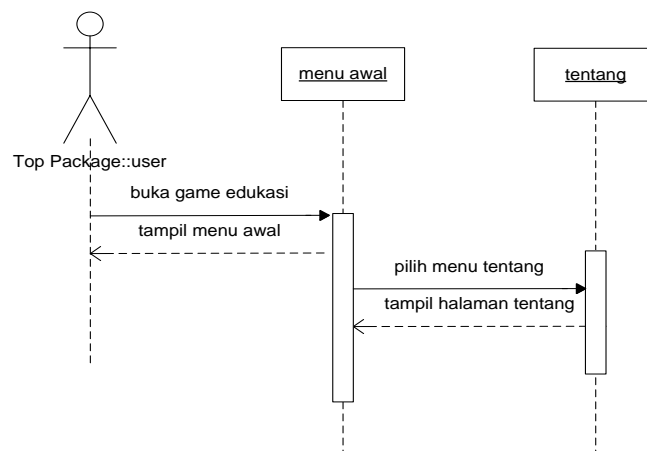 menu awal
tentang
Top Package::user
buka game edukasi
tampil menu awal
pilih menu tentang
tampil halaman tentang